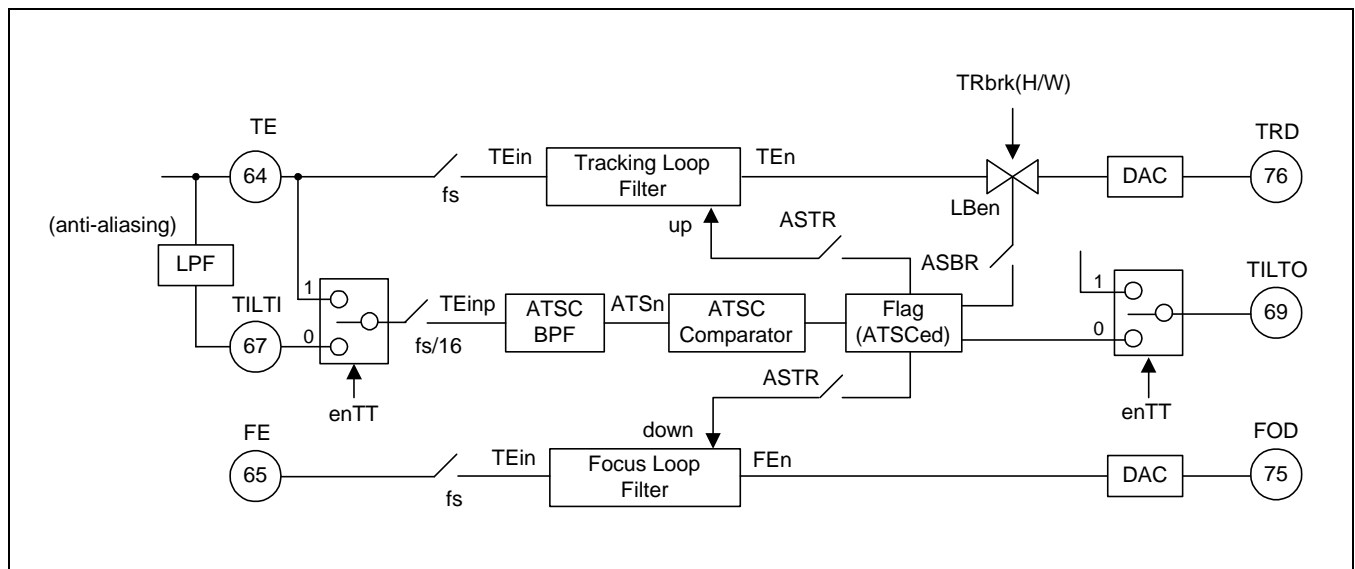 TRbrk(H/W)
TE
TRD
64
TEin
Tracking Loop
Filter
TEn
DAC
76
fs
LBen
(anti-aliasing)
up
ASTR
ASBR
LPF
TILTI
1
TEinp
ATSC
BPF
ATSn
ATSC
Comparator
Flag
(ATSCed)
1
TILTO
67
0
fs/16
0
69
ASTR
enTT
enTT
FE
down
FOD
65
TEin
Focus Loop
Filter
FEn
DAC
75
fs